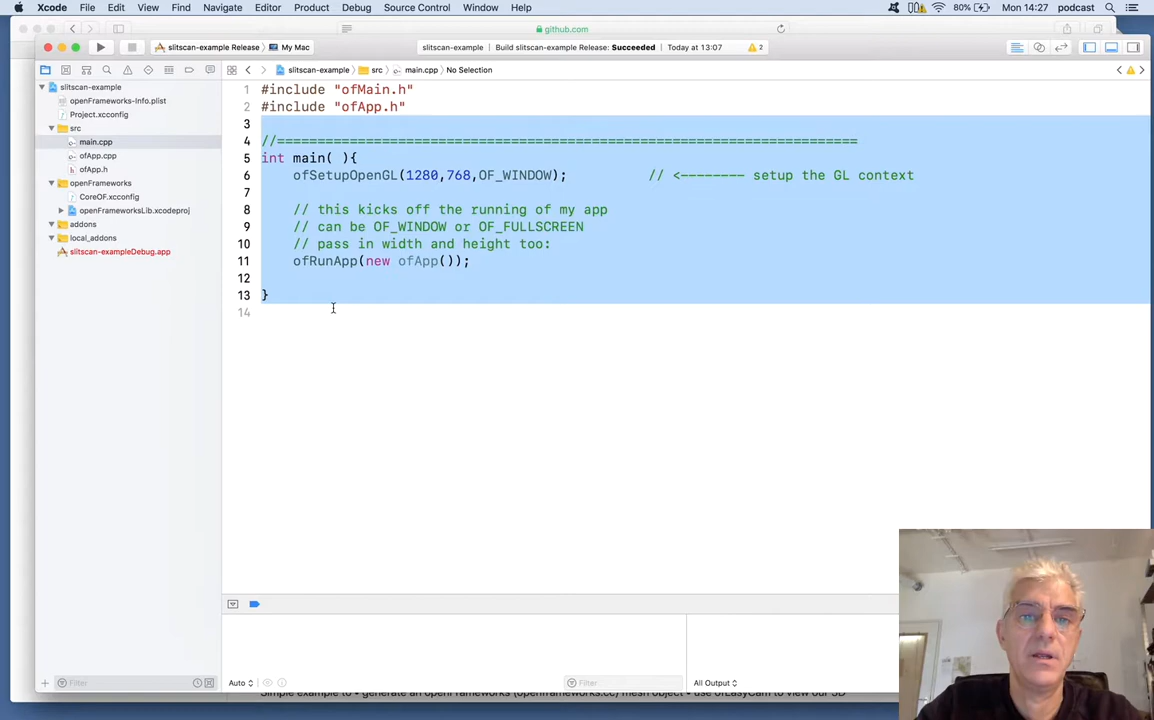 Xcode File Edit View Find Navigate Editor Product Debug Source Control Window Help 80% Mon 14:27 podcast
github.com
slitscan-example Release 〉 My Mac
slitscan-example | Build slitscan-example Release: Succeeded | Today at 13:07 2
slitscan-example 〉 src 〉 main.cpp 〉 No Selection
slitscan-example
openFrameworks-Info.plist
Project.xcconfig
src
main.cpp
ofApp.cpp
ofApp.h
openFrameworks
CoreOF.xcconfig
openFrameworksLib.xcodeproj
addons
local_addons
slitscan-exampleDebug.app
1 #include "ofMain.h"
2 #include "ofApp.h"
3
4 //========================================================================
5 int main( ){
6 ofSetupOpenGL(1280,768,OF_WINDOW); // <-------- setup the GL context
7
8 // this kicks off the running of my app
9 // can be OF_WINDOW or OF_FULLSCREEN
10 // pass in width and height too:
11 ofRunApp(new ofApp());
12
13 }
14
Filter
Auto
Filter
All Output
Simple example to - generate an openFrameworks (openframeworks.cc) mesh object - use ofEasyCam to view our 3D